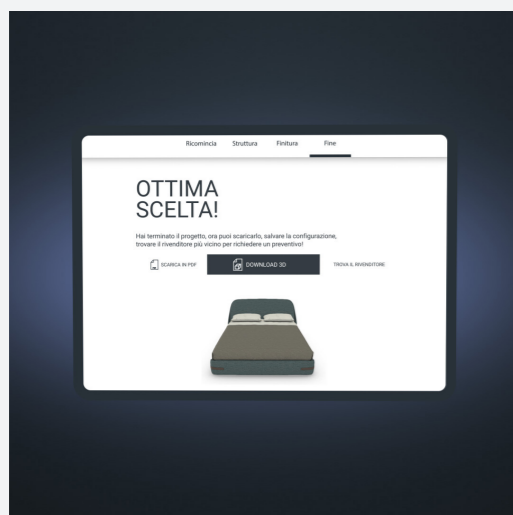 Ricomincia Struttura Finitura Fine
OTTIMA
SCELTA!
Hai terminato il progetto, ora puoi scaricarlo, salvare la configurazione,
trovare il rivenditore più vicino per richiedere un preventivo!
SCARICA IN PDF DOWNLOAD 3D TROVA IL RIVENDITORE